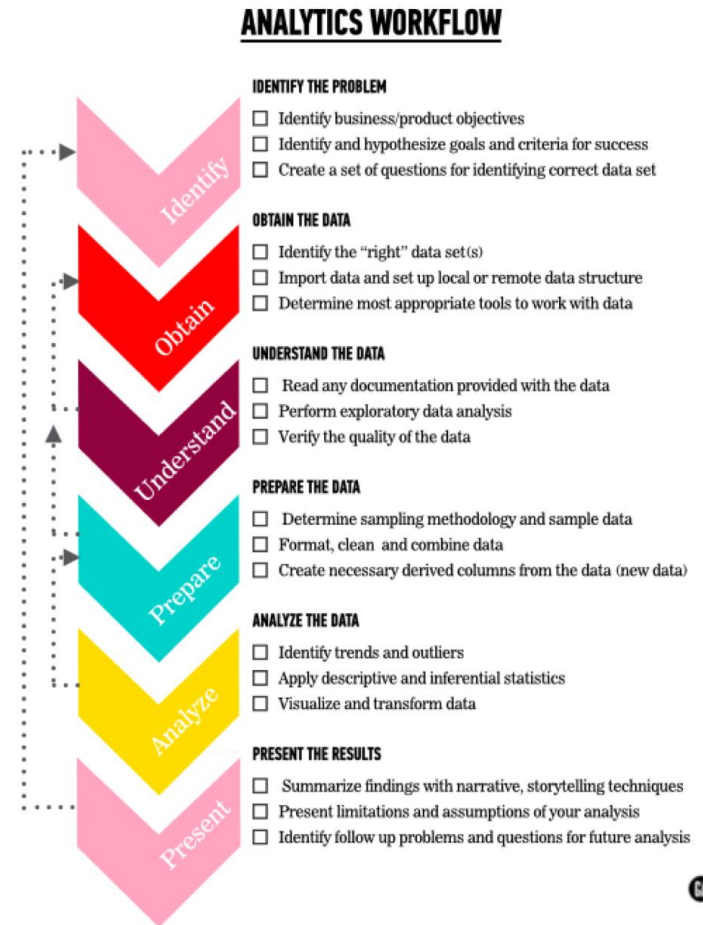 ANALYTICS WORKFLOW
IDENTIFY THE PROBLEM
Identify business/product objectives
Identify and hypothesize goals and criteria for success
Create a set of questions for identifying correct data set
Identify
OBTAIN THE DATA
Identify the “right” data set(s)
Import data and set up local or remote data structure
Determine most appropriate tools to work with data
Obtain
UNDERSTAND THE DATA
Read any documentation provided with the data
Perform exploratory data analysis
Verify the quality of the data
Understand
PREPARE THE DATA
Determine sampling methodology and sample data
Format, clean and combine data
Create necessary derived columns from the data (new data)
Prepare
ANALYZE THE DATA
Identify trends and outliers
Apply descriptive and inferential statistics
Visualize and transform data
Analyze
PRESENT THE RESULTS
Summarize findings with narrative, storytelling techniques
Present limitations and assumptions of your analysis
Identify follow up problems and questions for future analysis
Present